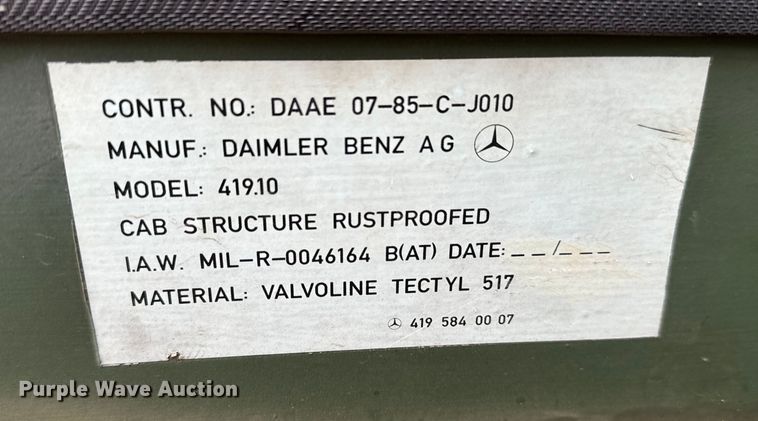 CONTR. NO.: DAAE 07-85-C-J010
MANUF.: DAIMLER BENZ AG
MODEL: 419.10
CAB STRUCTURE RUSTPROOFED
I.A.W. MIL-R-0046164 B(AT) DATE: _ _ / _ _ _
MATERIAL: VALVOLINE TECTYL 517
419 584 00 07
Purple Wave Auction